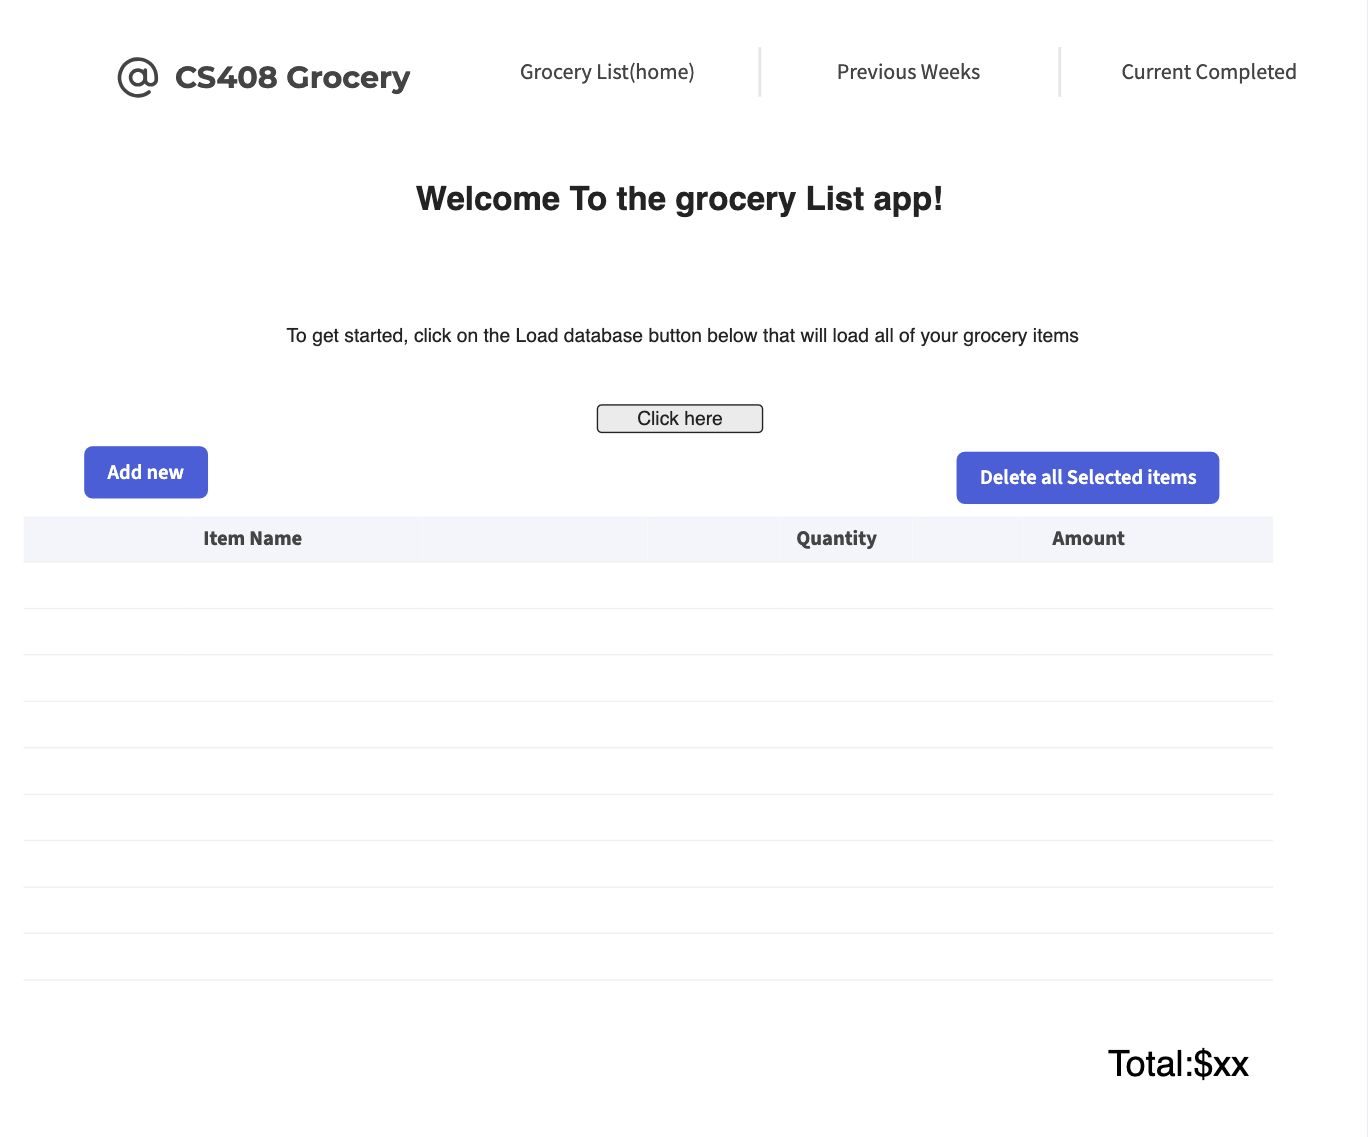 @ CS408 Grocery
Grocery List(home)
Previous Weeks
Current Completed
Welcome To the grocery List app!
To get started, click on the Load database button below that will load all of your grocery items
Click here
Add new
Delete all Selected items
Item Name
Quantity
Amount
Total:$xx